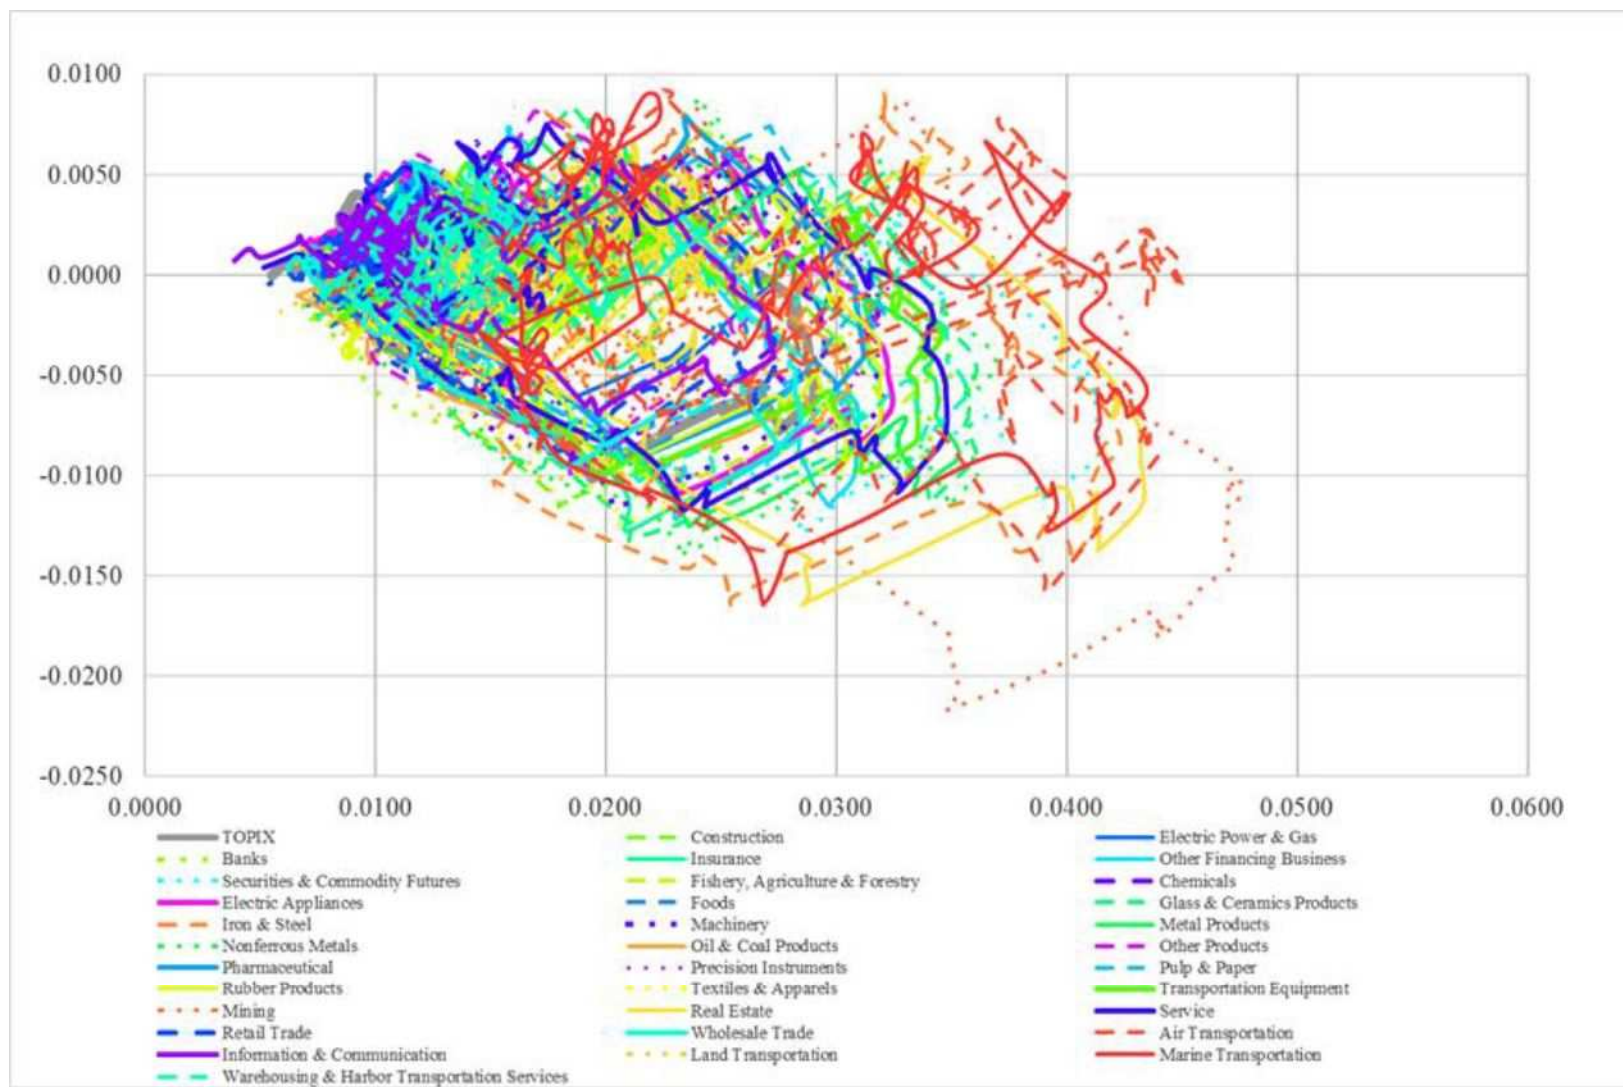 0.0100
0.0050
0.0000
-0.0050
-0.0100
-0.0150
-0.0200
-0.0250
0.0000 0.0100 0.0200 0.0300 0.0400 0.0500 0.0600
TOPIX Construction Electric Power & Gas
Banks Insurance Other Financing Business
Securities & Commodity Futures Fishery, Agriculture & Forestry Chemicals
Electric Appliances Foods Glass & Ceramics Products
Iron & Steel Machinery Metal Products
Nonferrous Metals Oil & Coal Products Other Products
Pharmaceutical Precision Instruments Pulp & Paper
Rubber Products Textiles & Apparels Transportation Equipment
Mining Real Estate Service
Retail Trade Wholesale Trade Air Transportation
Information & Communication Land Transportation Marine Transportation
Warehousing & Harbor Transportation Services